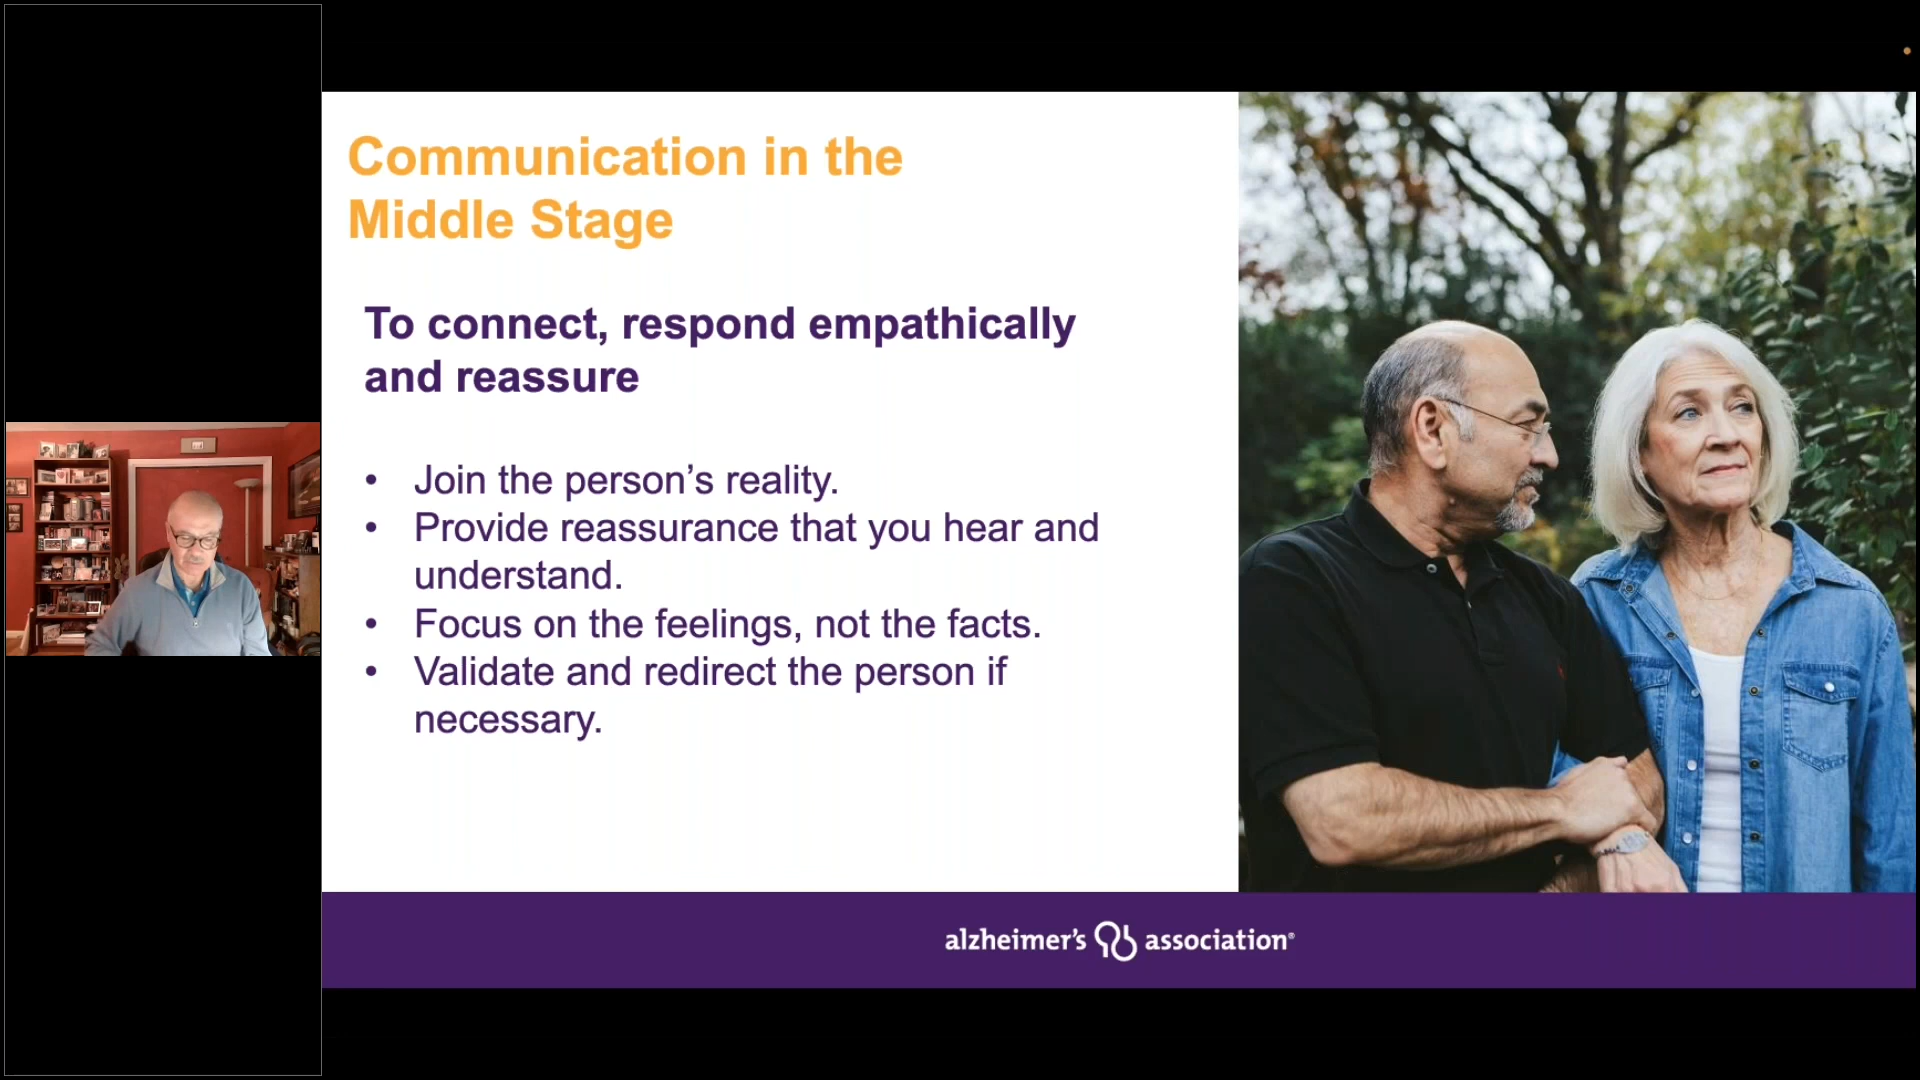 Communication in the
Middle Stage
To connect, respond empathically
and reassure
• Join the person’s reality.
• Provide reassurance that you hear and
understand.
• Focus on the feelings, not the facts.
• Validate and redirect the person if
necessary.
alzheimer’s association®